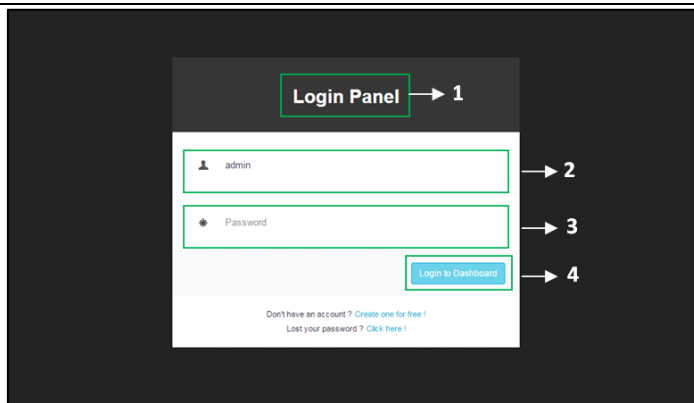 Login Panel 1
admin 2
Password 3
Login to Dashboard 4
Don't have an account ? Create one for free !
Lost your password ? Click here !